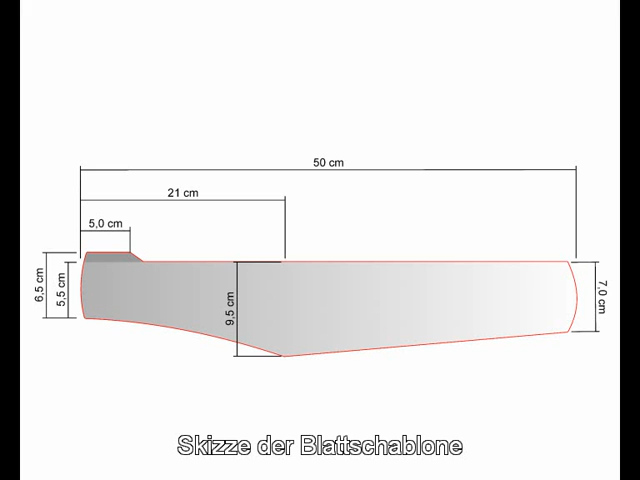 50 cm
21 cm
5,0 cm
6,5 cm
5,5 cm
9,5 cm
7,0 cm
Skizze der Blattschablone